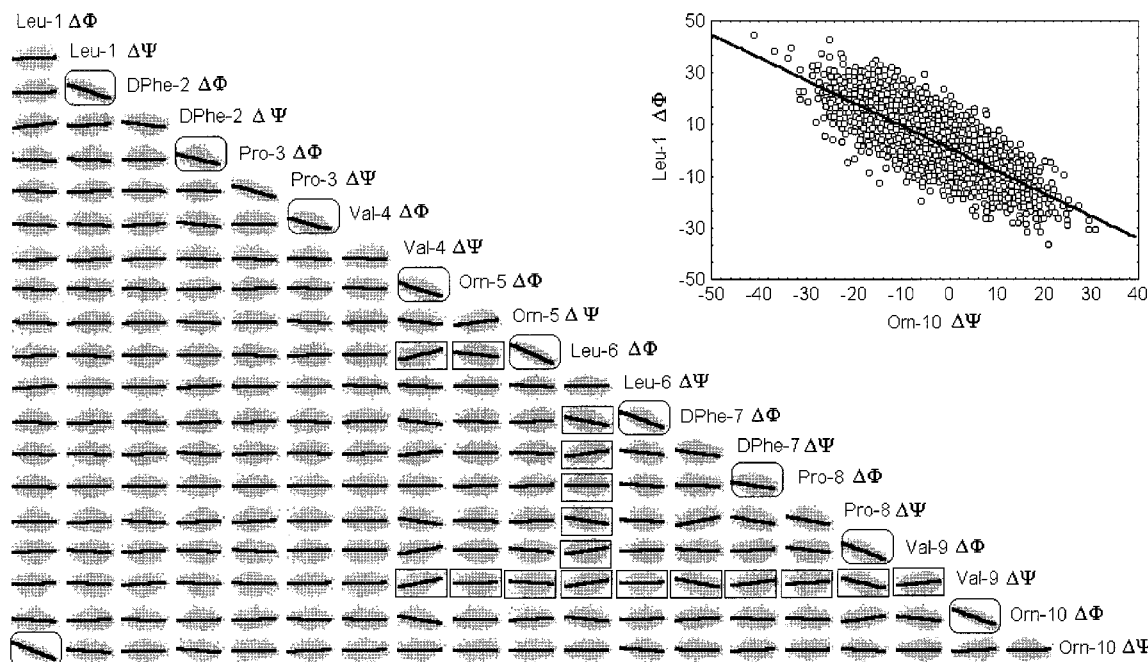 Leu-1 ΔΦ
Leu-1 ΔΨ
DPhe-2 ΔΦ
DPhe-2 ΔΨ
Pro-3 ΔΦ
Pro-3 ΔΨ
Val-4 ΔΦ
Val-4 ΔΨ
Orn-5 ΔΦ
Orn-5 ΔΨ
Leu-6 ΔΦ
Leu-6 ΔΨ
DPhe-7 ΔΦ
DPhe-7 ΔΨ
Pro-8 ΔΦ
Pro-8 ΔΨ
Val-9 ΔΦ
Val-9 ΔΨ
Orn-10 ΔΦ
Orn-10 ΔΨ
50
30
10
-10
-30
50
Leu-1 ΔΦ
-50 -40 -30 -20 -10 0 10 20 30 40
Orn-10 ΔΨ